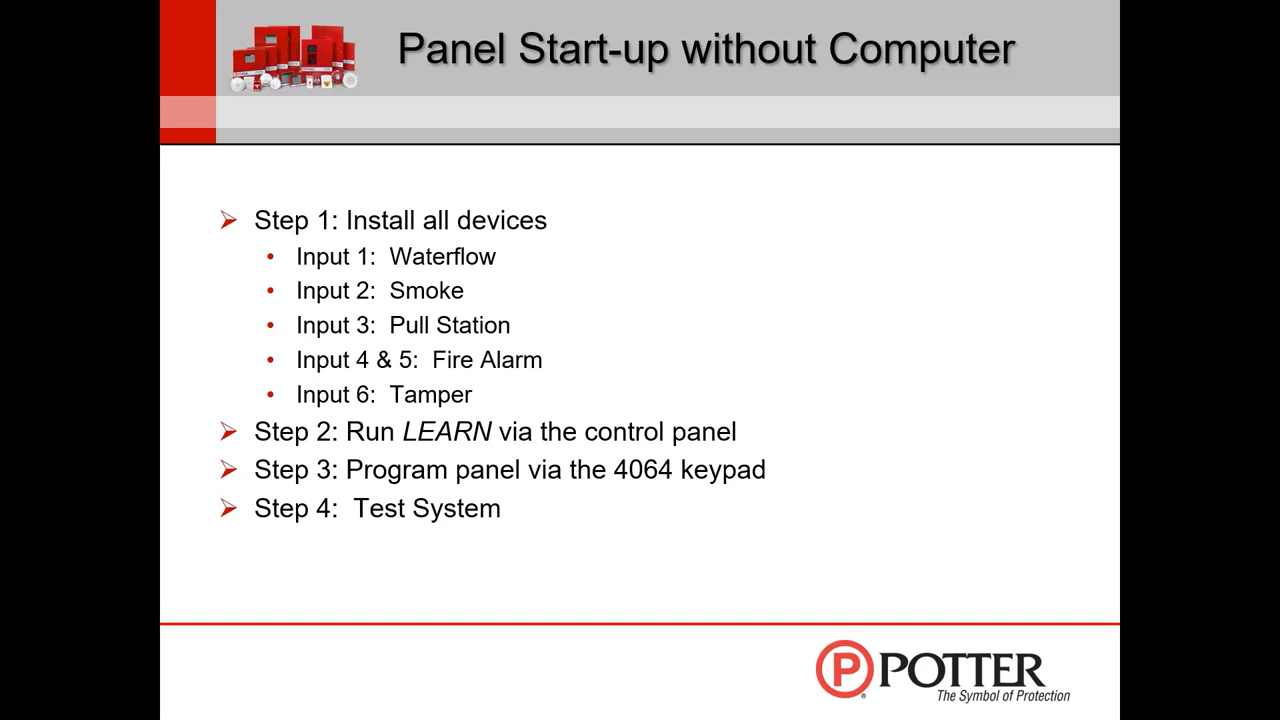 Panel Start-up without Computer
Step 1: Install all devices
Input 1: Waterflow
Input 2: Smoke
Input 3: Pull Station
Input 4 & 5: Fire Alarm
Input 6: Tamper
Step 2: Run LEARN via the control panel
Step 3: Program panel via the 4064 keypad
Step 4: Test System
P POTTER
® The Symbol of Protection